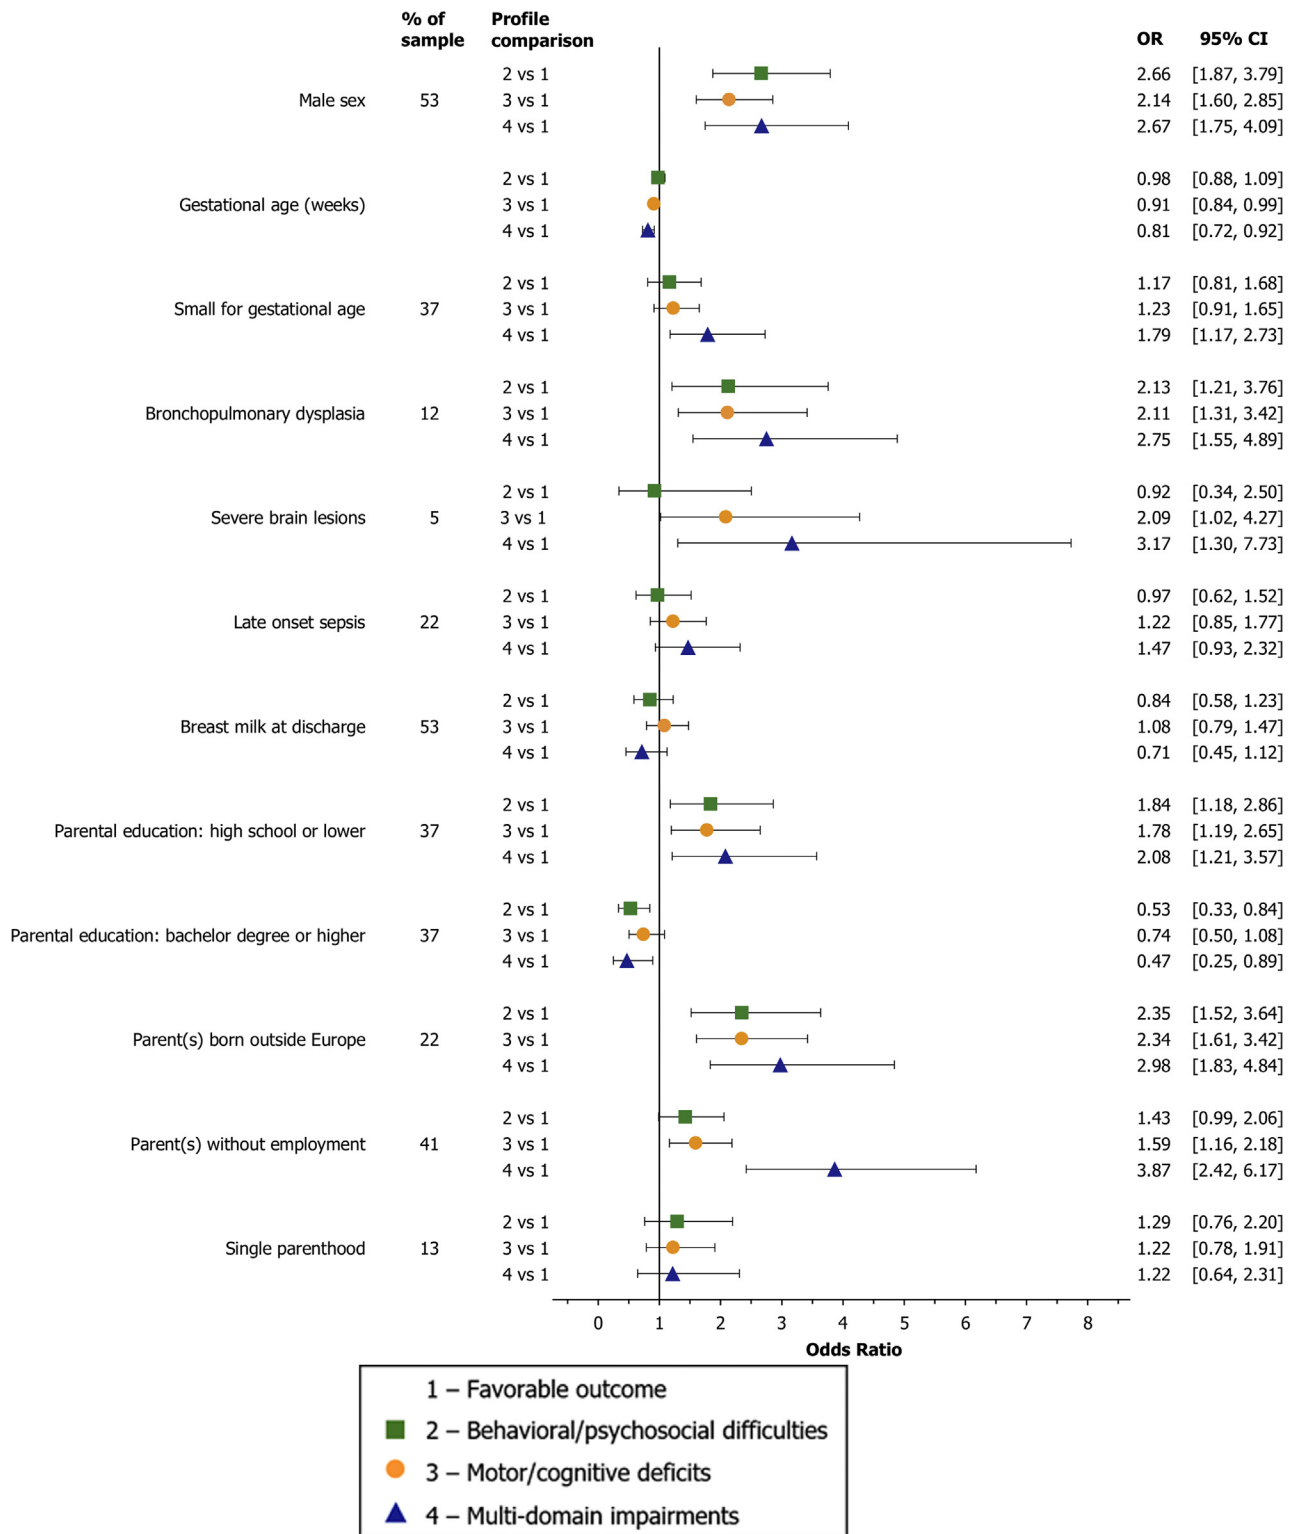 % of sample Profile comparison OR 95% CI
2 vs 1 2.66 [1.87, 3.79]
Male sex 53 3 vs 1 2.14 [1.60, 2.85]
4 vs 1 2.67 [1.75, 4.09]
2 vs 1 0.98 [0.88, 1.09]
Gestational age (weeks) 3 vs 1 0.91 [0.84, 0.99]
4 vs 1 0.81 [0.72, 0.92]
2 vs 1 1.17 [0.81, 1.68]
Small for gestational age 37 3 vs 1 1.23 [0.91, 1.65]
4 vs 1 1.79 [1.17, 2.73]
2 vs 1 2.13 [1.21, 3.76]
Bronchopulmonary dysplasia 12 3 vs 1 2.11 [1.31, 3.42]
4 vs 1 2.75 [1.55, 4.89]
2 vs 1 0.92 [0.34, 2.50]
Severe brain lesions 5 3 vs 1 2.09 [1.02, 4.27]
4 vs 1 3.17 [1.30, 7.73]
2 vs 1 0.97 [0.62, 1.52]
Late onset sepsis 22 3 vs 1 1.22 [0.85, 1.77]
4 vs 1 1.47 [0.93, 2.32]
2 vs 1 0.84 [0.58, 1.23]
Breast milk at discharge 53 3 vs 1 1.08 [0.79, 1.47]
4 vs 1 0.71 [0.45, 1.12]
2 vs 1 1.84 [1.18, 2.86]
Parental education: high school or lower 37 3 vs 1 1.78 [1.19, 2.65]
4 vs 1 2.08 [1.21, 3.57]
2 vs 1 0.53 [0.33, 0.84]
Parental education: bachelor degree or higher 37 3 vs 1 0.74 [0.50, 1.08]
4 vs 1 0.47 [0.25, 0.89]
2 vs 1 2.35 [1.52, 3.64]
Parent(s) born outside Europe 22 3 vs 1 2.34 [1.61, 3.42]
4 vs 1 2.98 [1.83, 4.84]
2 vs 1 1.43 [0.99, 2.06]
Parent(s) without employment 41 3 vs 1 1.59 [1.16, 2.18]
4 vs 1 3.87 [2.42, 6.17]
2 vs 1 1.29 [0.76, 2.20]
Single parenthood 13 3 vs 1 1.22 [0.78, 1.91]
4 vs 1 1.22 [0.64, 2.31]
0 1 2 3 4 5 6 7 8
Odds Ratio
1 – Favorable outcome
2 – Behavioral/psychosocial difficulties
3 – Motor/cognitive deficits
4 – Multi-domain impairments